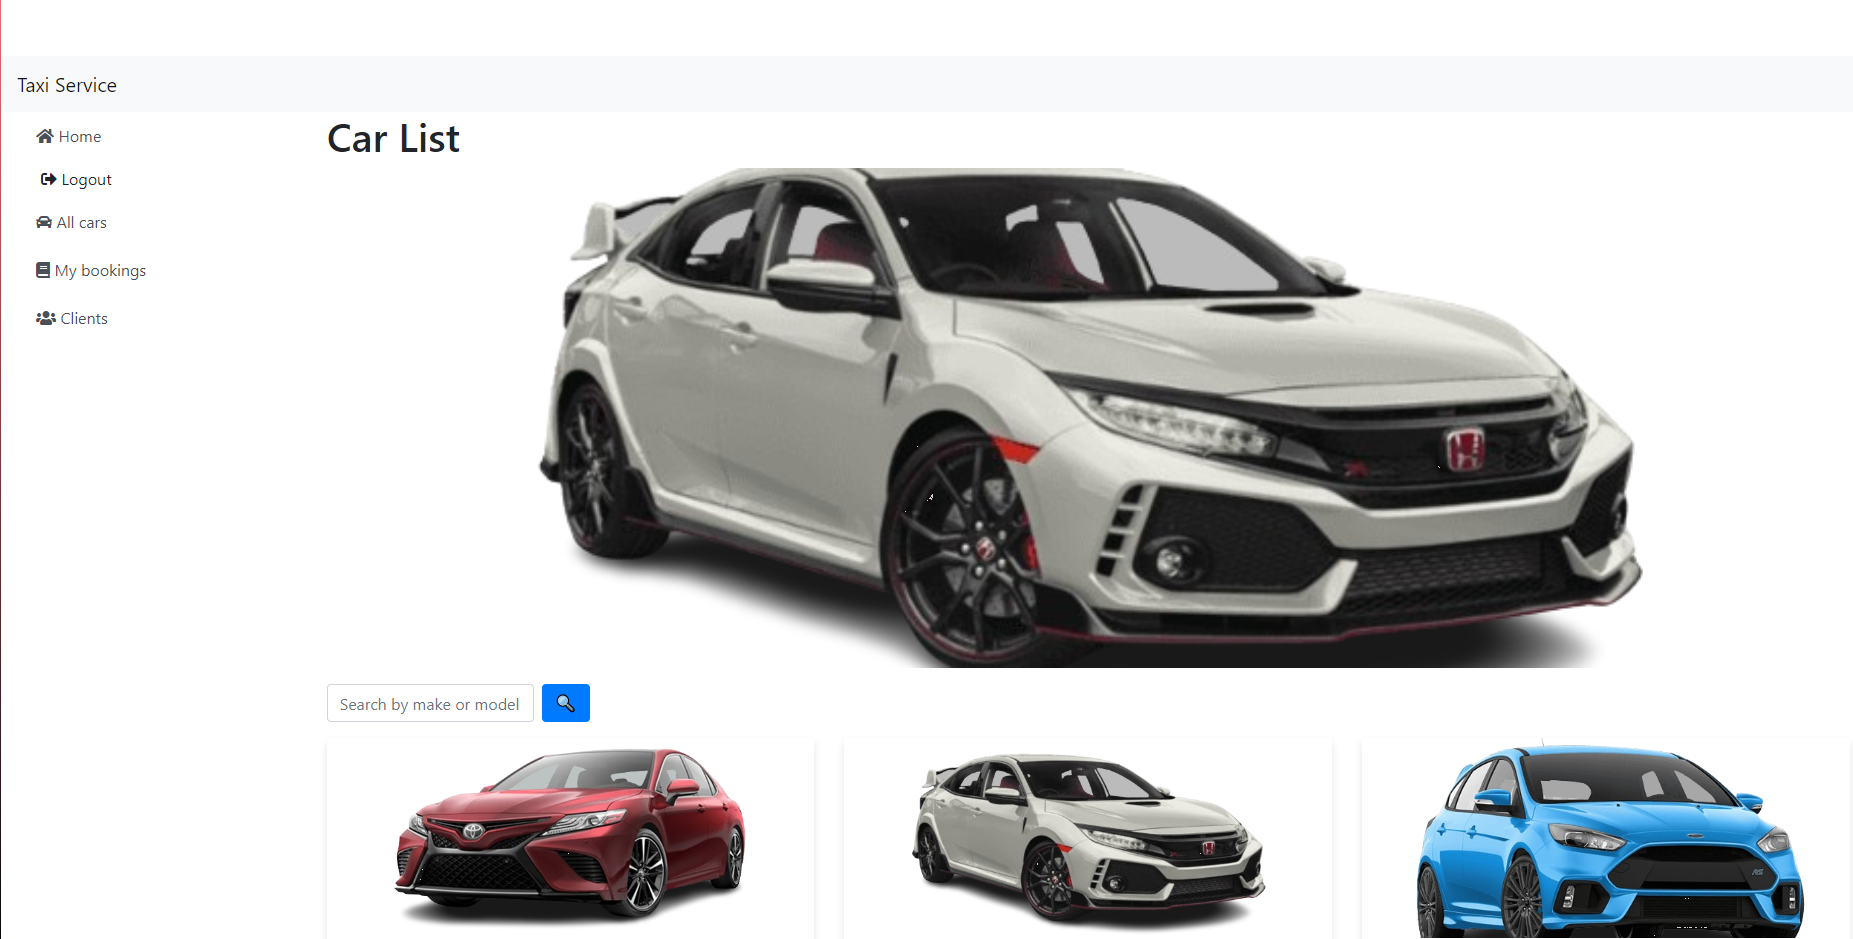 Taxi Service
Home
Logout
All cars
My bookings
Clients
Car List
Search by make or model